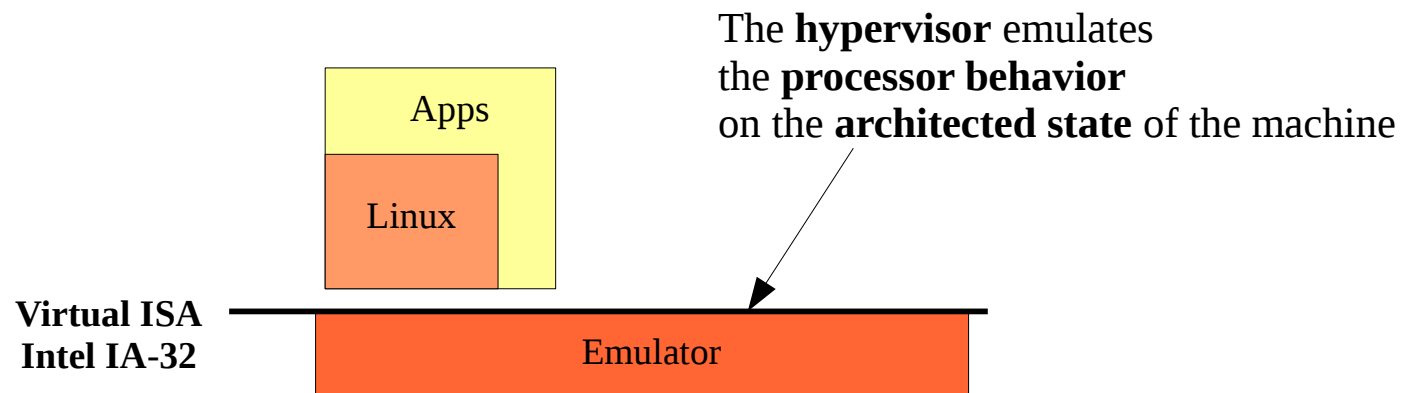 The hypervisor emulates
the processor behavior
on the architected state of the machine
Apps
Linux
Virtual ISA
Intel IA-32
Emulator